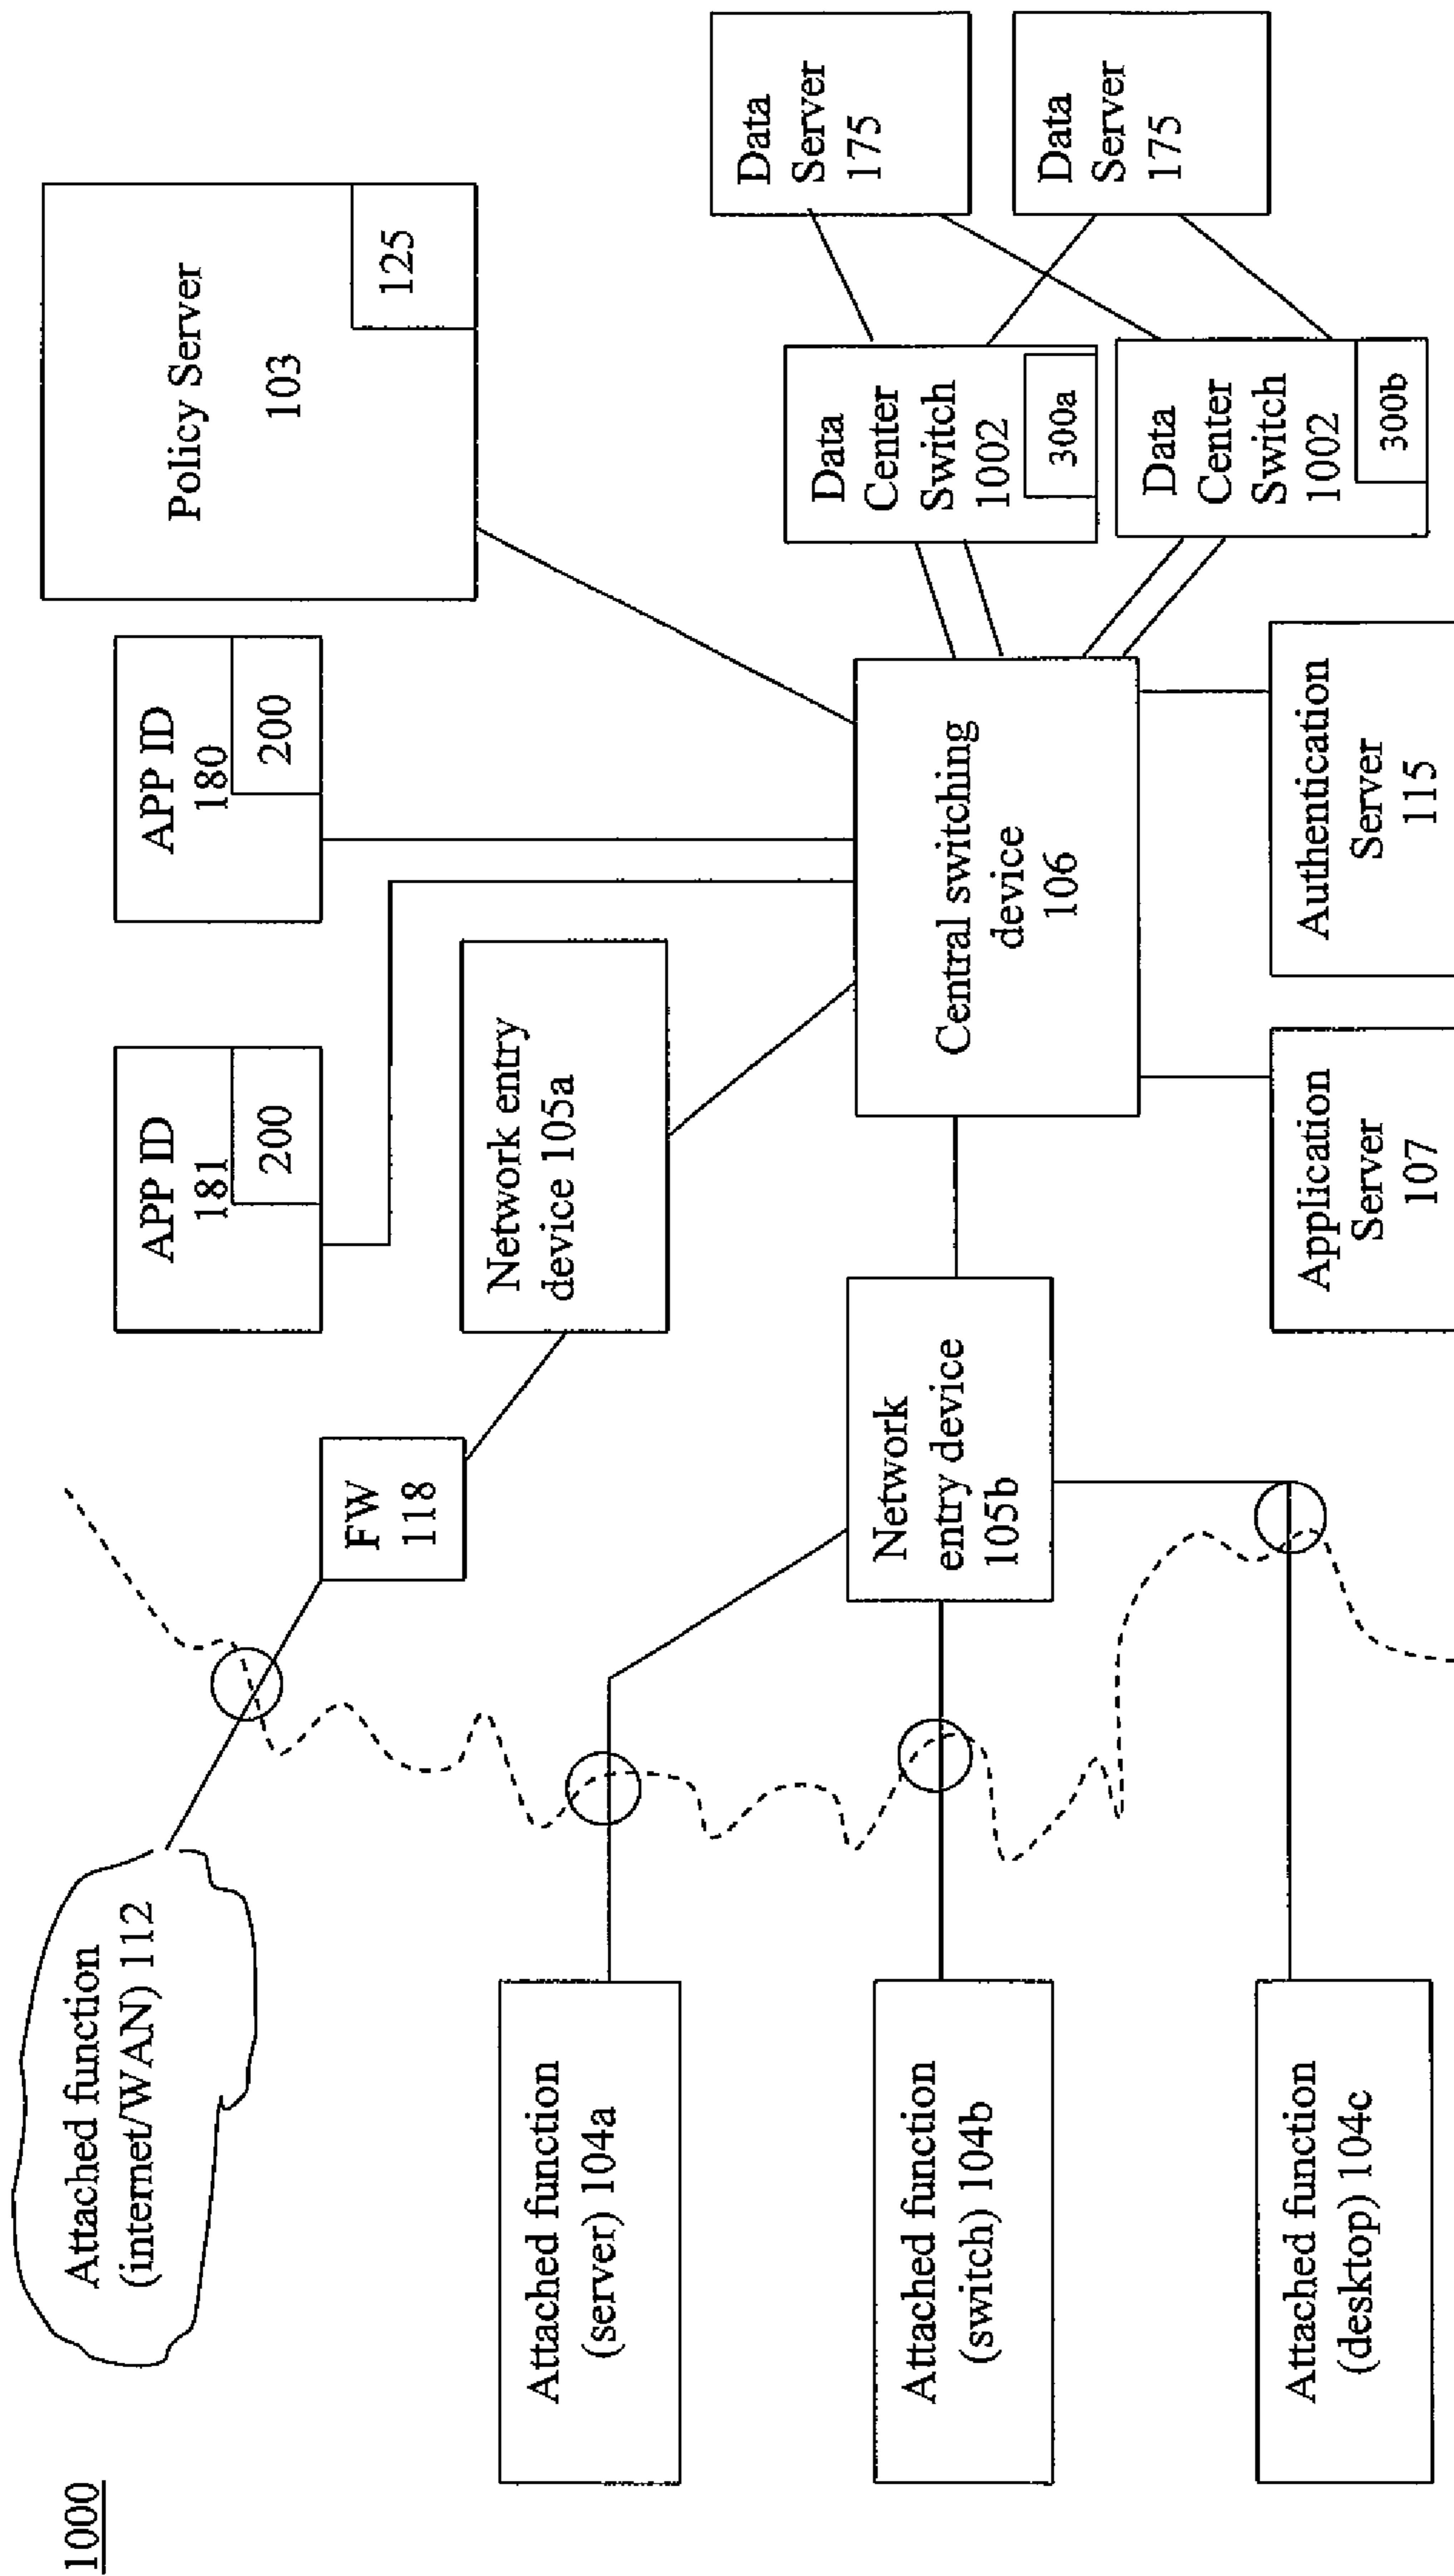 1000
Attached function
(internet/WAN) 112
Attached function
(server) 104a
Attached function
(switch) 104b
Attached function
(desktop) 104c
FW
118
Network
entry device
105b
APP ID
181
200
Network entry
device 105a
APP ID
180
200
Central switching
device
106
Application
Server
107
Authentication
Server
115
Policy Server
103
125
Data
Center
Switch
1002
300a
Data
Center
Switch
1002
300b
Data
Server
175
Data
Server
175